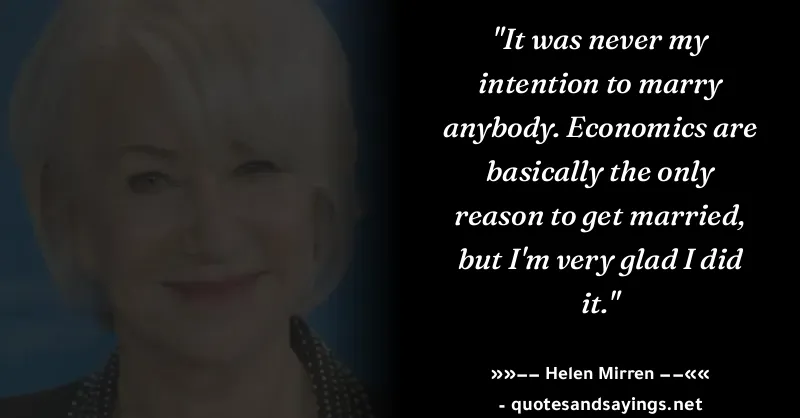 "It was never my
intention to marry
anybody. Economics are
basically the only
reason to get married,
but I'm very glad I did
it."
»»−− Helen Mirren −−««
- quotesandsayings.net